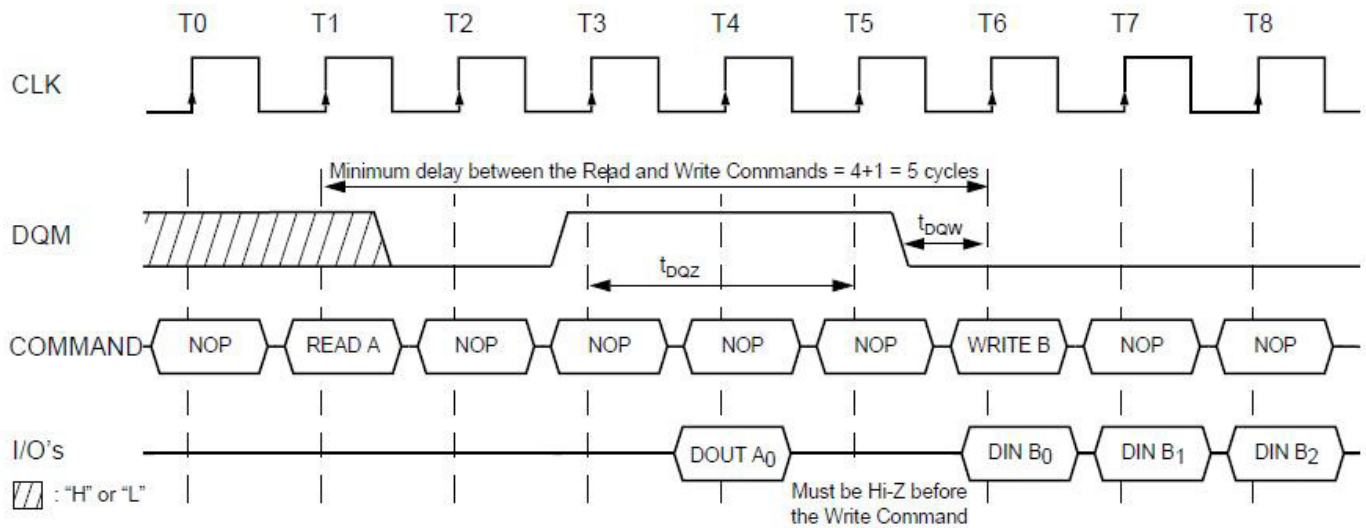 T0 T1 T2 T3 T4 T5 T6 T7 T8
CLK
Minimum delay between the Read and Write Commands = 4+1 = 5 cycles
DQM
tDQW
tDQZ
COMMAND NOP READ A NOP NOP NOP NOP WRITE B NOP NOP
I/O's DOUT A0 DIN B0 DIN B1 DIN B2
: “H” or “L”
Must be Hi-Z before
the Write Command